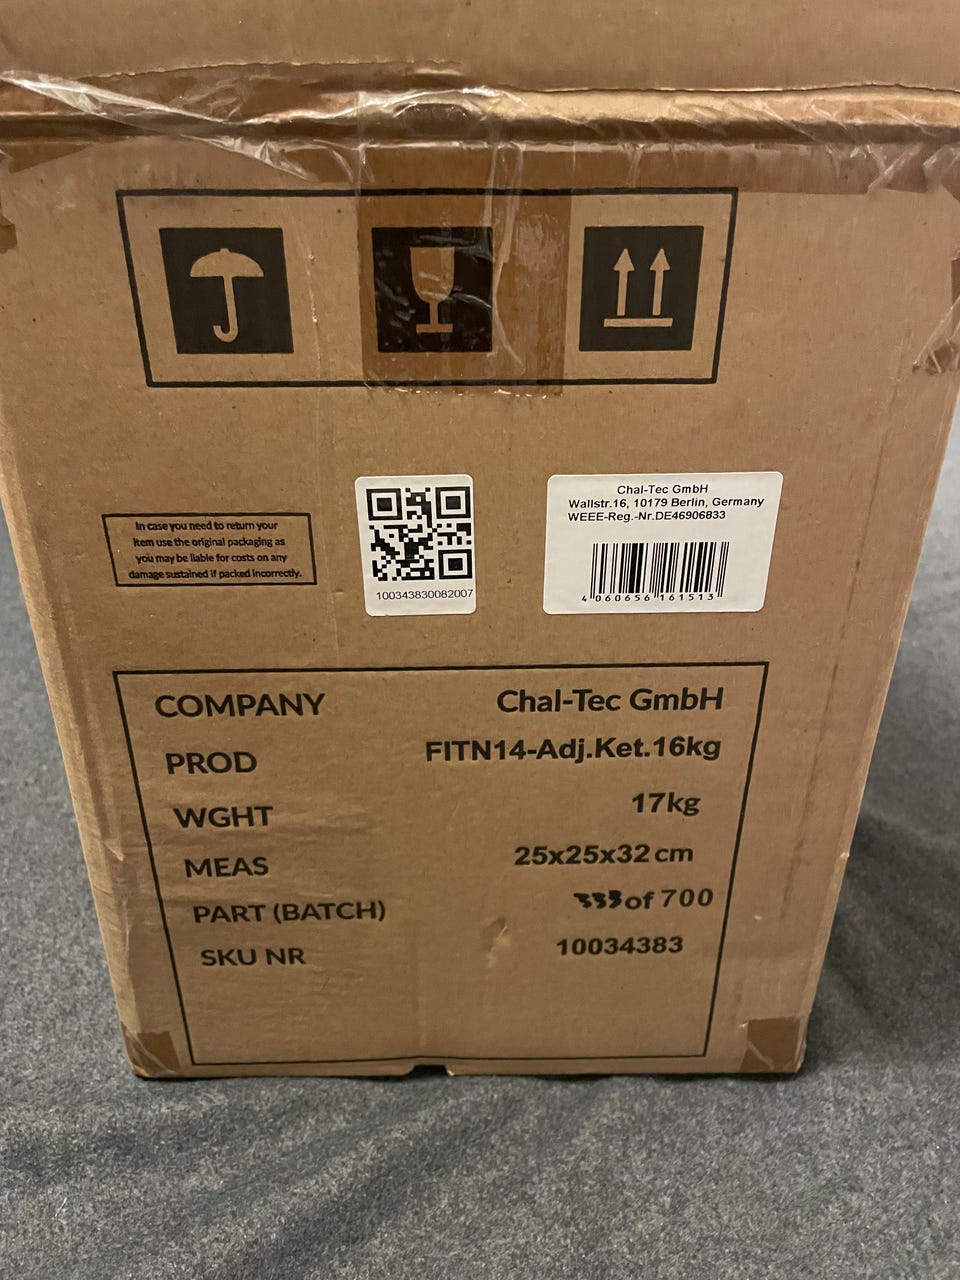 In case you need to return your
item use the original packaging as
you may be liable for costs on any
damage sustained if packed incorrectly.
100343830082007
Chal-Tec GmbH
Wallstr.16, 10179 Berlin, Germany
WEEE-Reg.-Nr.DE46906833
4 060656 161513
COMPANY Chal-Tec GmbH
PROD FITN14-Adj.Ket.16kg
WGHT 17kg
MEAS 25x25x32 cm
PART (BATCH) 333 of 700
SKU NR 10034383